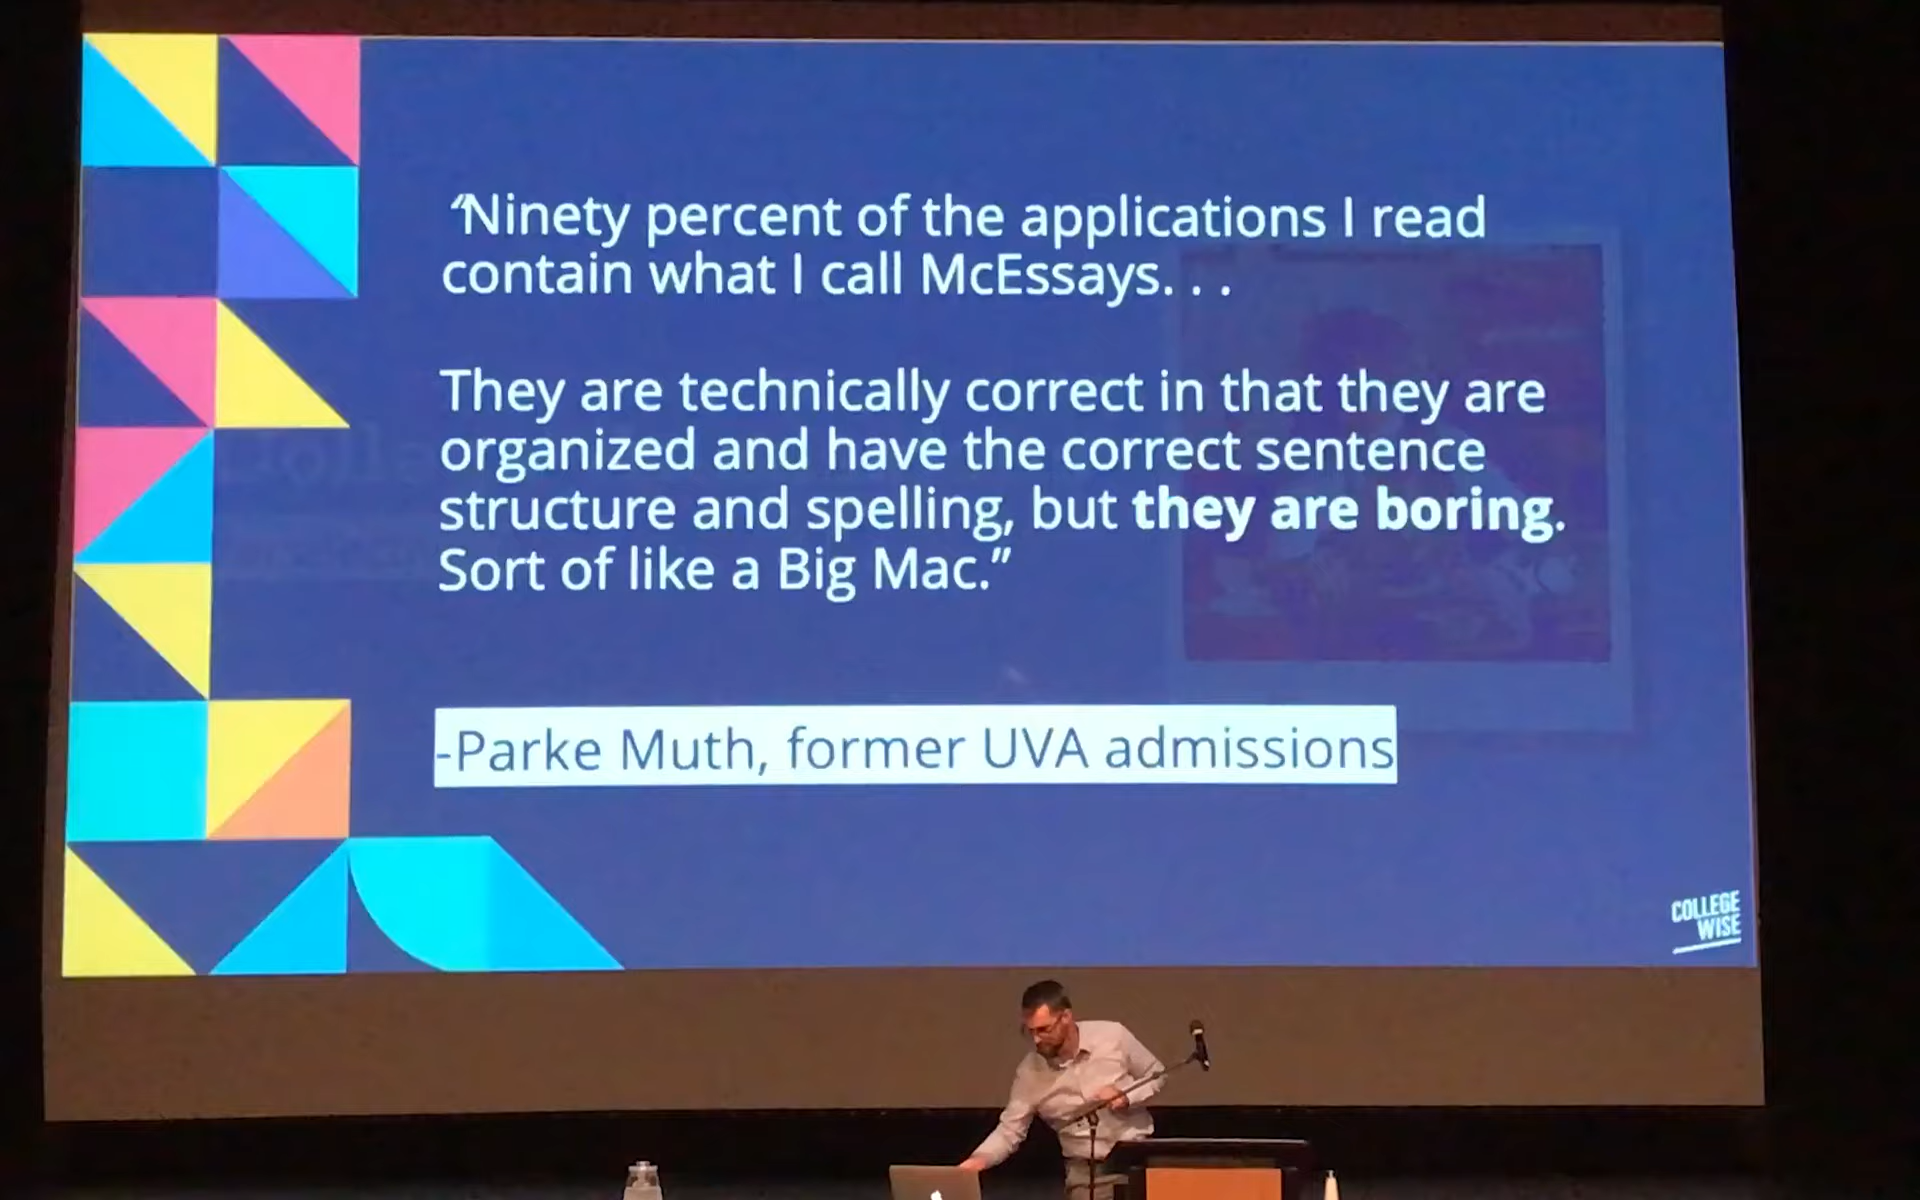 “Ninety percent of the applications I read
contain what I call McEssays. . .
They are technically correct in that they are
organized and have the correct sentence
structure and spelling, but they are boring.
Sort of like a Big Mac.”
-Parke Muth, former UVA admissions
COLLEGE
WISE